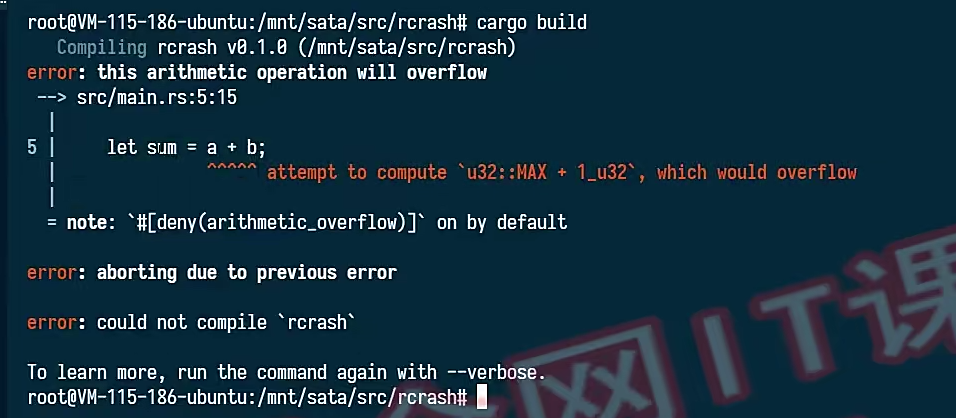 root@VM-115-186-ubuntu:/mnt/sata/src/rcrash# cargo build
   Compiling rcrash v0.1.0 (/mnt/sata/src/rcrash)
error: this arithmetic operation will overflow
 --> src/main.rs:5:15
  |
5 |     let sum = a + b;
  |               ^^^^^ attempt to compute `u32::MAX + 1_u32`, which would overflow
  |
  = note: `#[deny(arithmetic_overflow)]` on by default
error: aborting due to previous error
error: could not compile `rcrash`
To learn more, run the command again with --verbose.
root@VM-115-186-ubuntu:/mnt/sata/src/rcrash#
网IT课